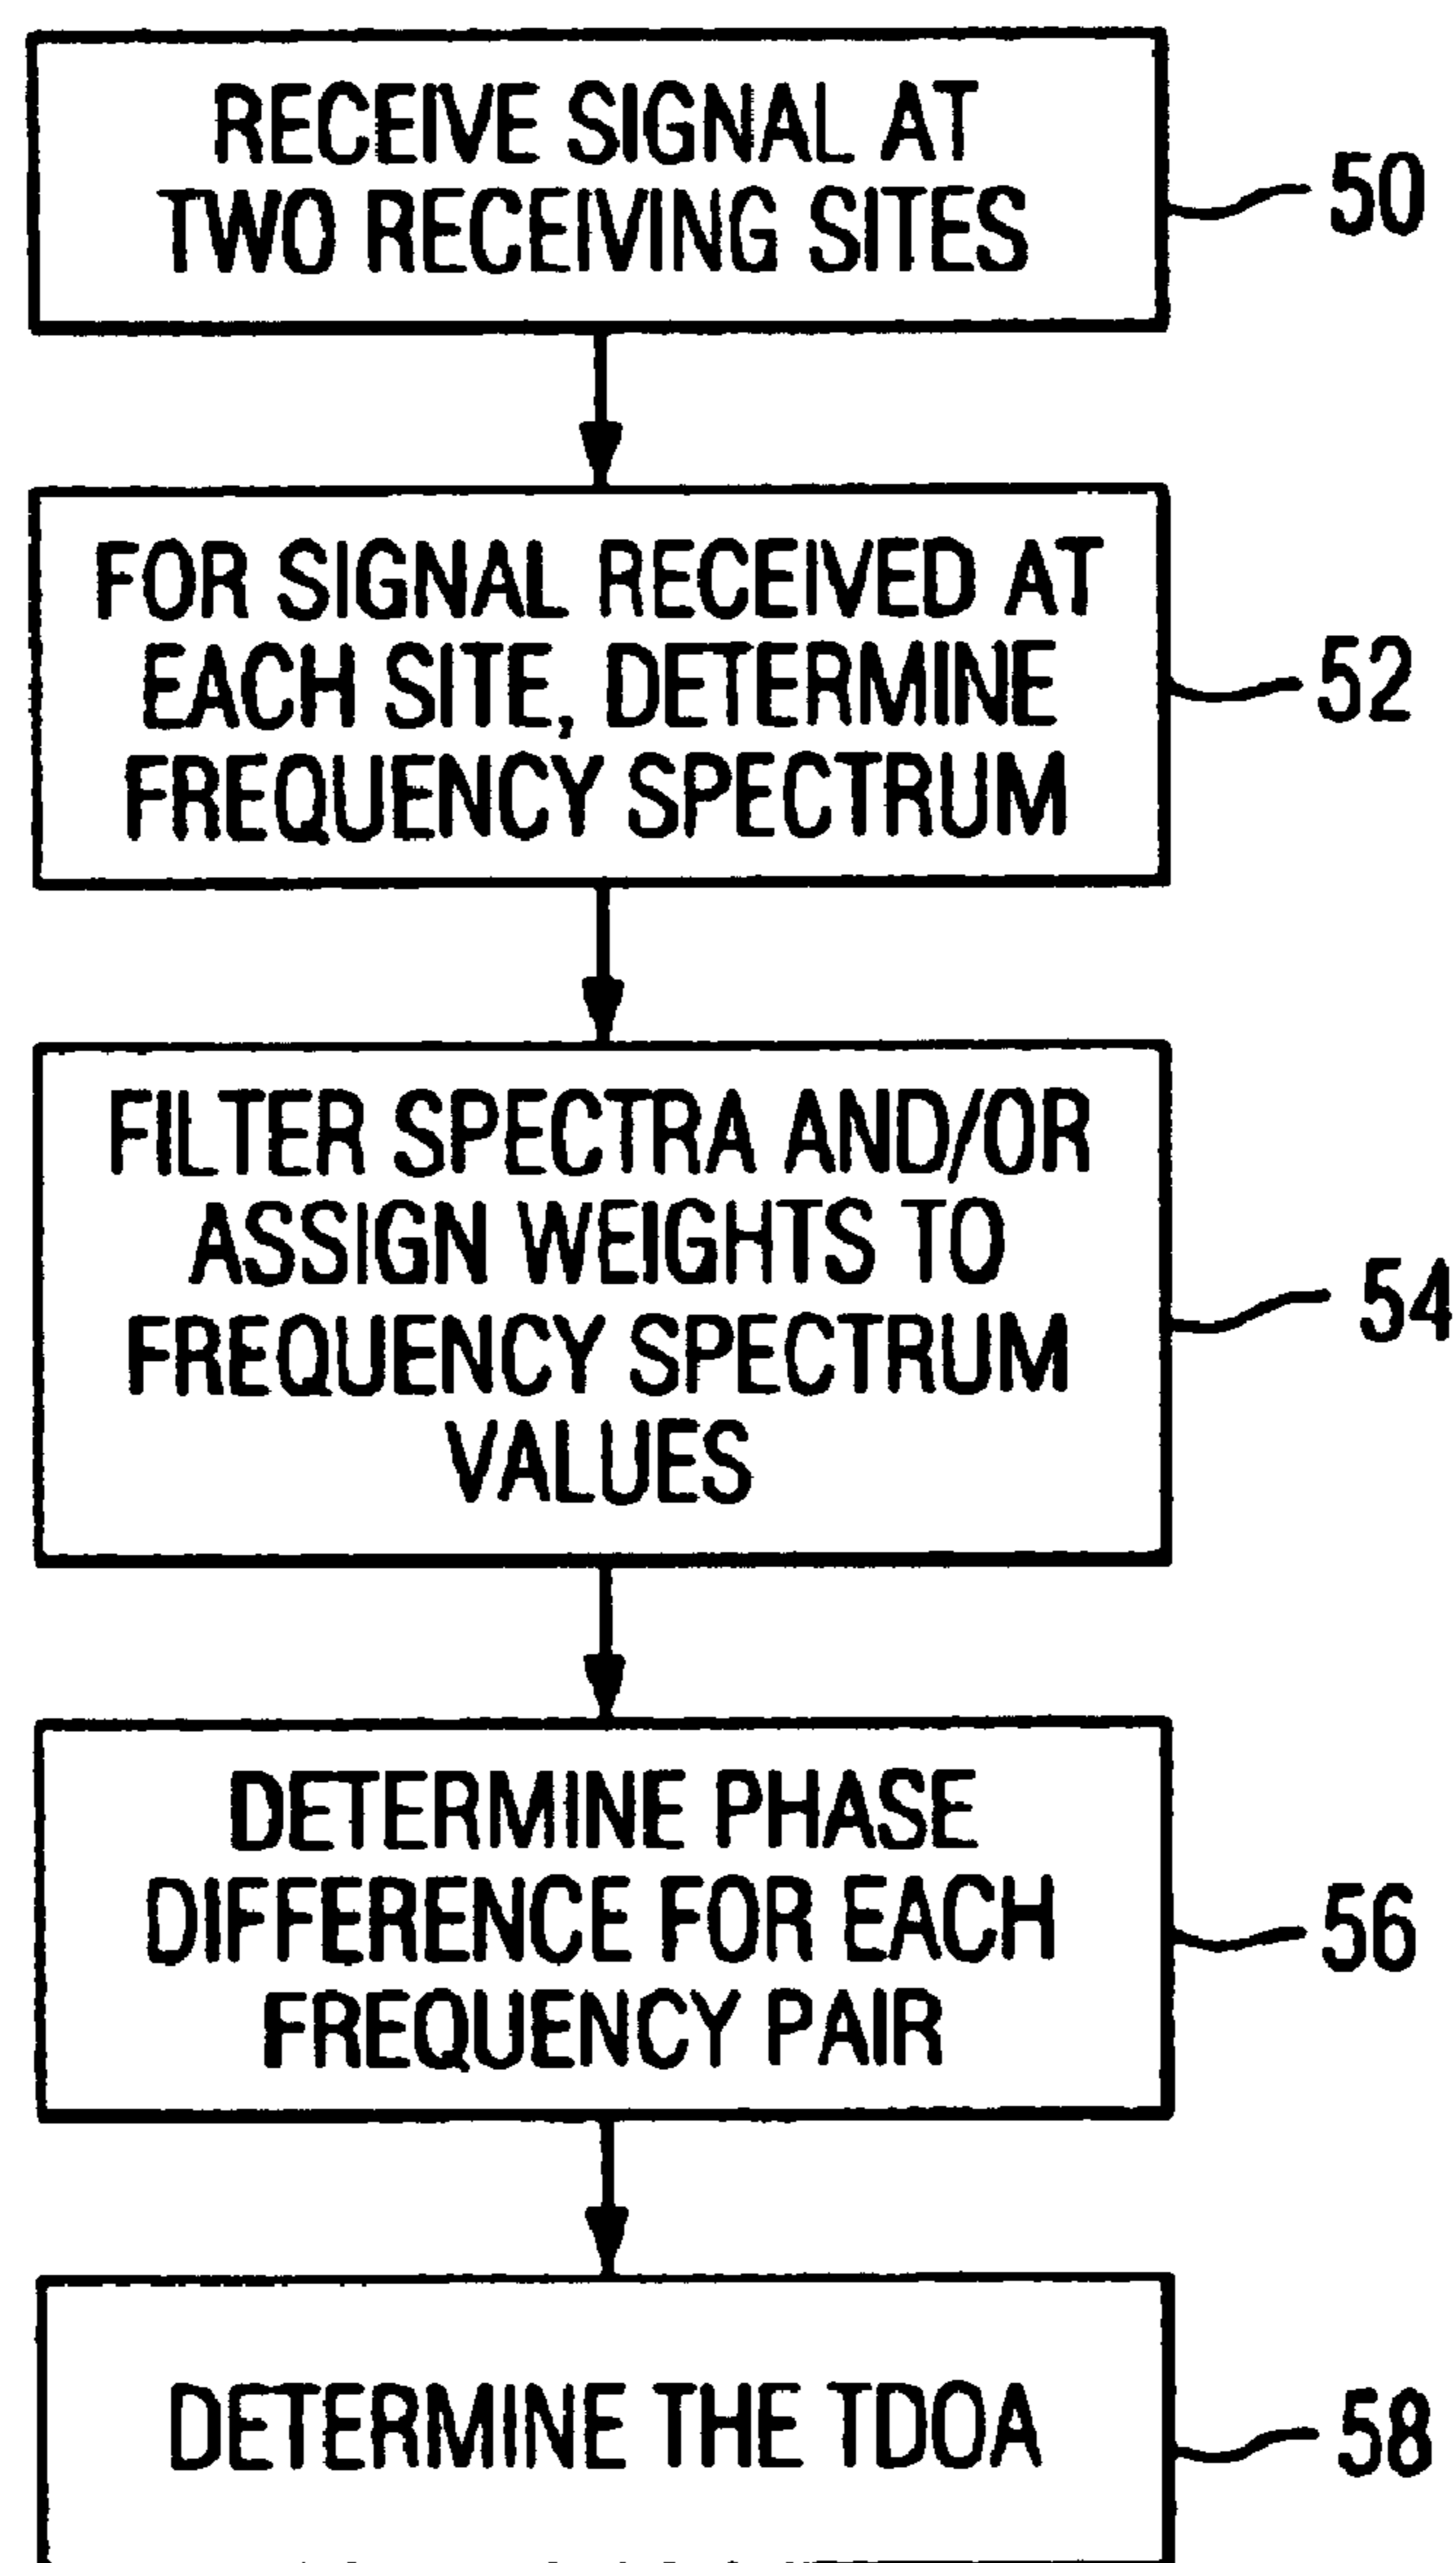 RECEIVE SIGNAL AT
TWO RECEIVING SITES
50
FOR SIGNAL RECEIVED AT
EACH SITE, DETERMINE
FREQUENCY SPECTRUM
52
FILTER SPECTRA AND/OR
ASSIGN WEIGHTS TO
FREQUENCY SPECTRUM
VALUES
54
DETERMINE PHASE
DIFFERENCE FOR EACH
FREQUENCY PAIR
56
DETERMINE THE TDOA
58